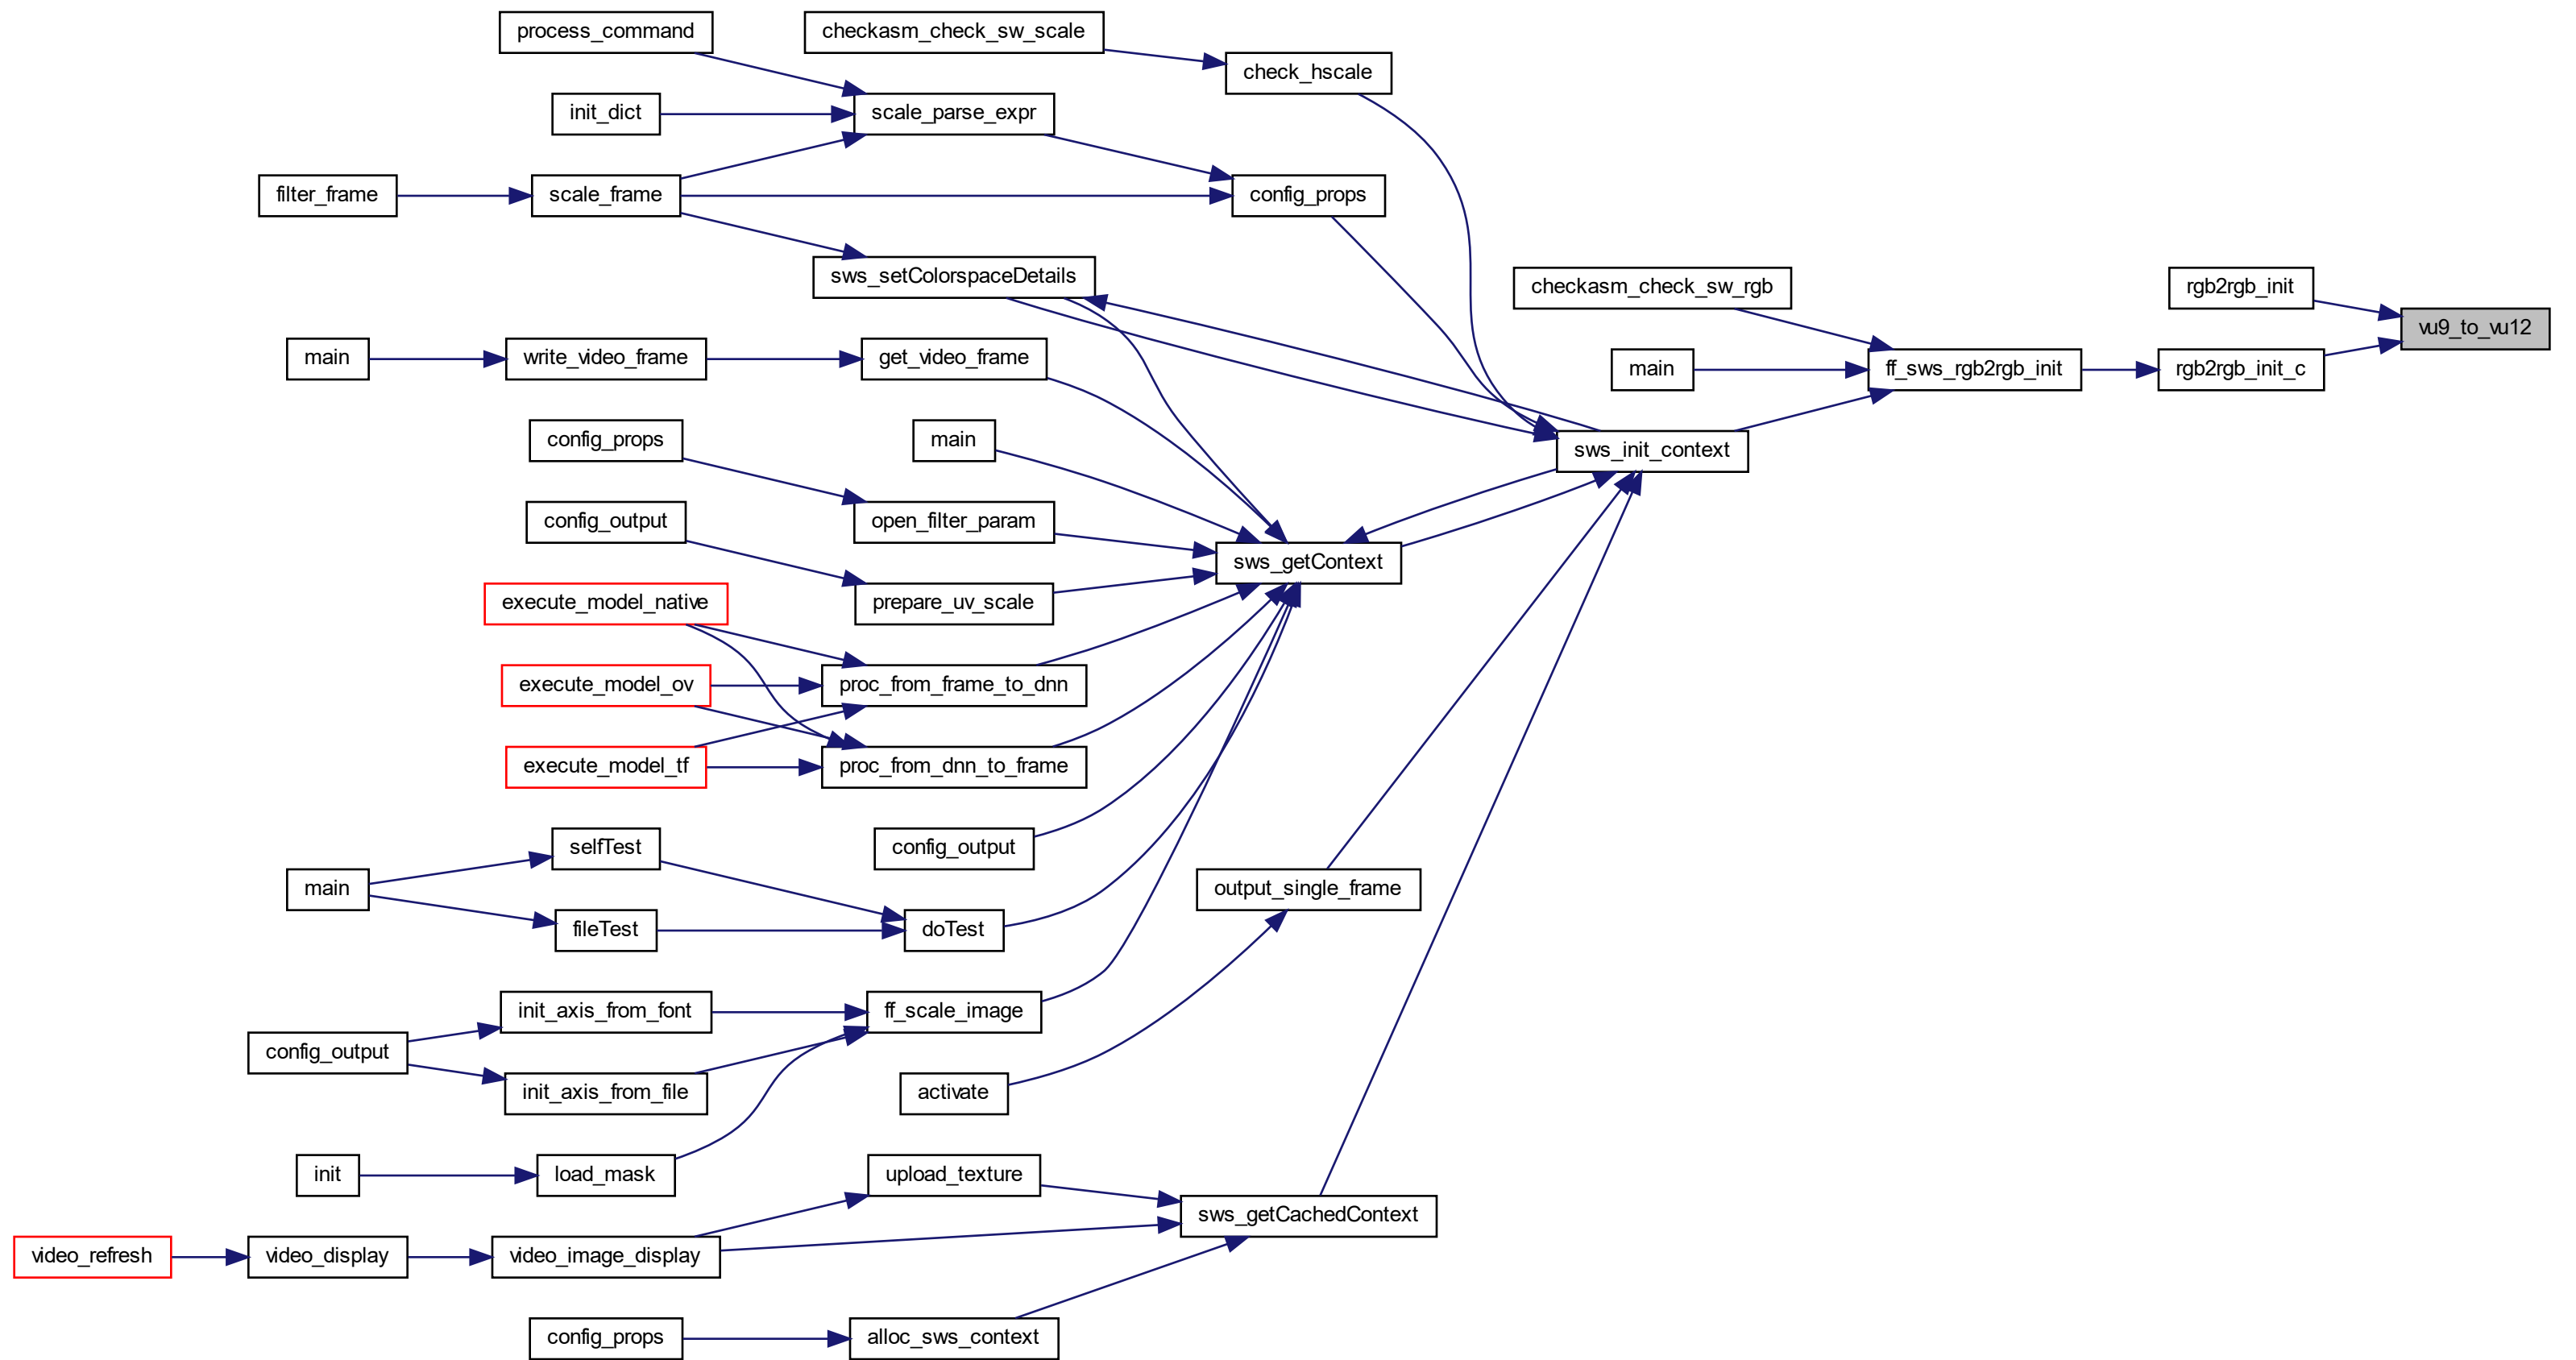 process_command
checkasm_check_sw_scale
check_hscale
init_dict
scale_parse_expr
filter_frame
scale_frame
config_props
sws_setColorspaceDetails
checkasm_check_sw_rgb
rgb2rgb_init
vu9_to_vu12
main
write_video_frame
get_video_frame
main
ff_sws_rgb2rgb_init
rgb2rgb_init_c
config_props
main
sws_init_context
config_output
open_filter_param
sws_getContext
execute_model_native
prepare_uv_scale
execute_model_ov
proc_from_frame_to_dnn
execute_model_tf
proc_from_dnn_to_frame
selfTest
config_output
main
output_single_frame
fileTest
doTest
init_axis_from_font
ff_scale_image
config_output
init_axis_from_file
activate
init
load_mask
upload_texture
sws_getCachedContext
video_refresh
video_display
video_image_display
config_props
alloc_sws_context